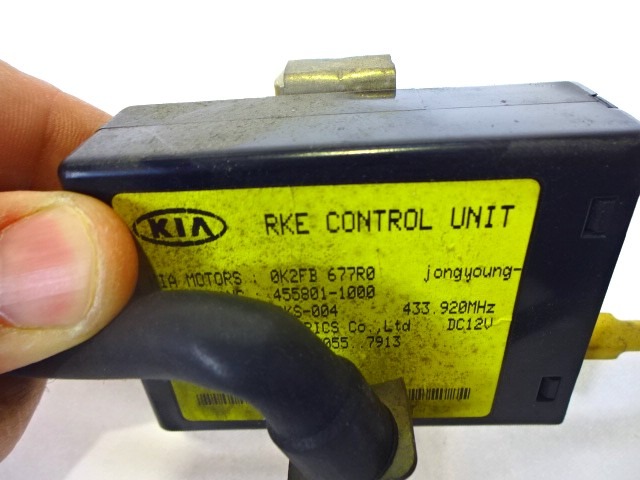 KIA RKE CONTROL UNIT
KIA MOTORS : 0K2FB 677R0 jongyoung-
455801-1000
KS-004 433.920MHz
RICS Co.,Ltd DC12V
055 7913